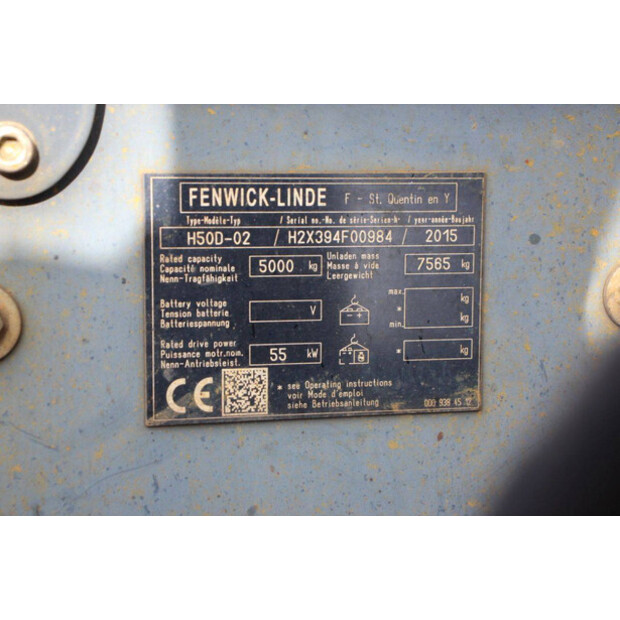 FENWICK-LINDE F - St. Quentin en Y
Type-Modèle-Typ / Serial no.-No. de série-Serien-Nr. / year-année-Baujahr
H50D-02 / H2X394F00984 / 2015
Rated capacity
Capacité nominale 5000 kg
Nenn-Tragfähigkeit
Unladen mass
Masse à vide 7565 kg
Leergewicht
Battery voltage
Tension batterie V
Batteriespannung
- +
max. kg
*
min. kg
Rated drive power
Puissance motr.nom. 55 kW
Nenn-Antriebsleist.
* kg
CE
* see Operating instructions
voir Mode d'emploi
siehe Betriebsanleitung
000 938 45